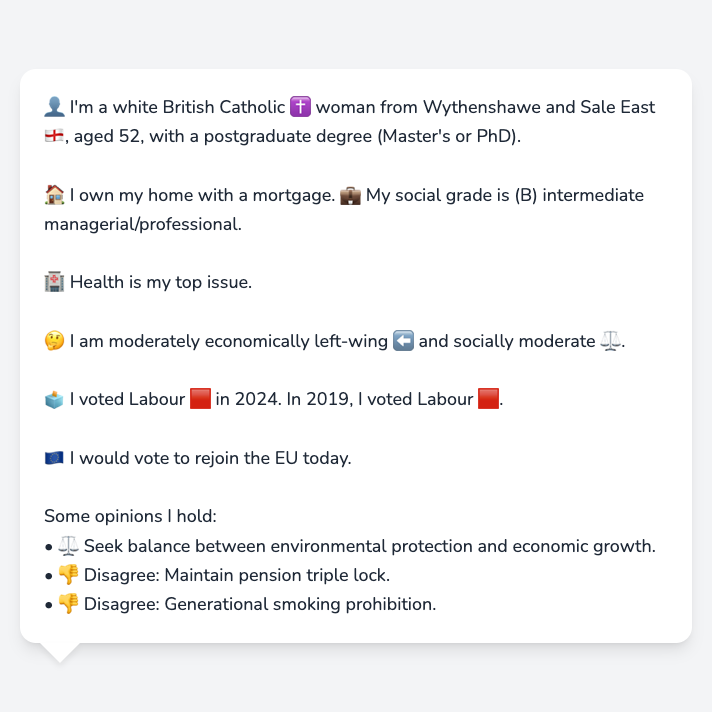 👤 I'm a white British Catholic ✝️ woman from Wythenshawe and Sale East
🏴󠁧󠁢󠁥󠁮󠁧󠁿, aged 52, with a postgraduate degree (Master's or PhD).
🏠 I own my home with a mortgage. 💼 My social grade is (B) intermediate
managerial/professional.
🏥 Health is my top issue.
🤔 I am moderately economically left-wing ⬅️ and socially moderate ⚖️.
🗳️ I voted Labour 🟥 in 2024. In 2019, I voted Labour 🟥.
🇪🇺 I would vote to rejoin the EU today.
Some opinions I hold:
• ⚖️ Seek balance between environmental protection and economic growth.
• 👎 Disagree: Maintain pension triple lock.
• 👎 Disagree: Generational smoking prohibition.